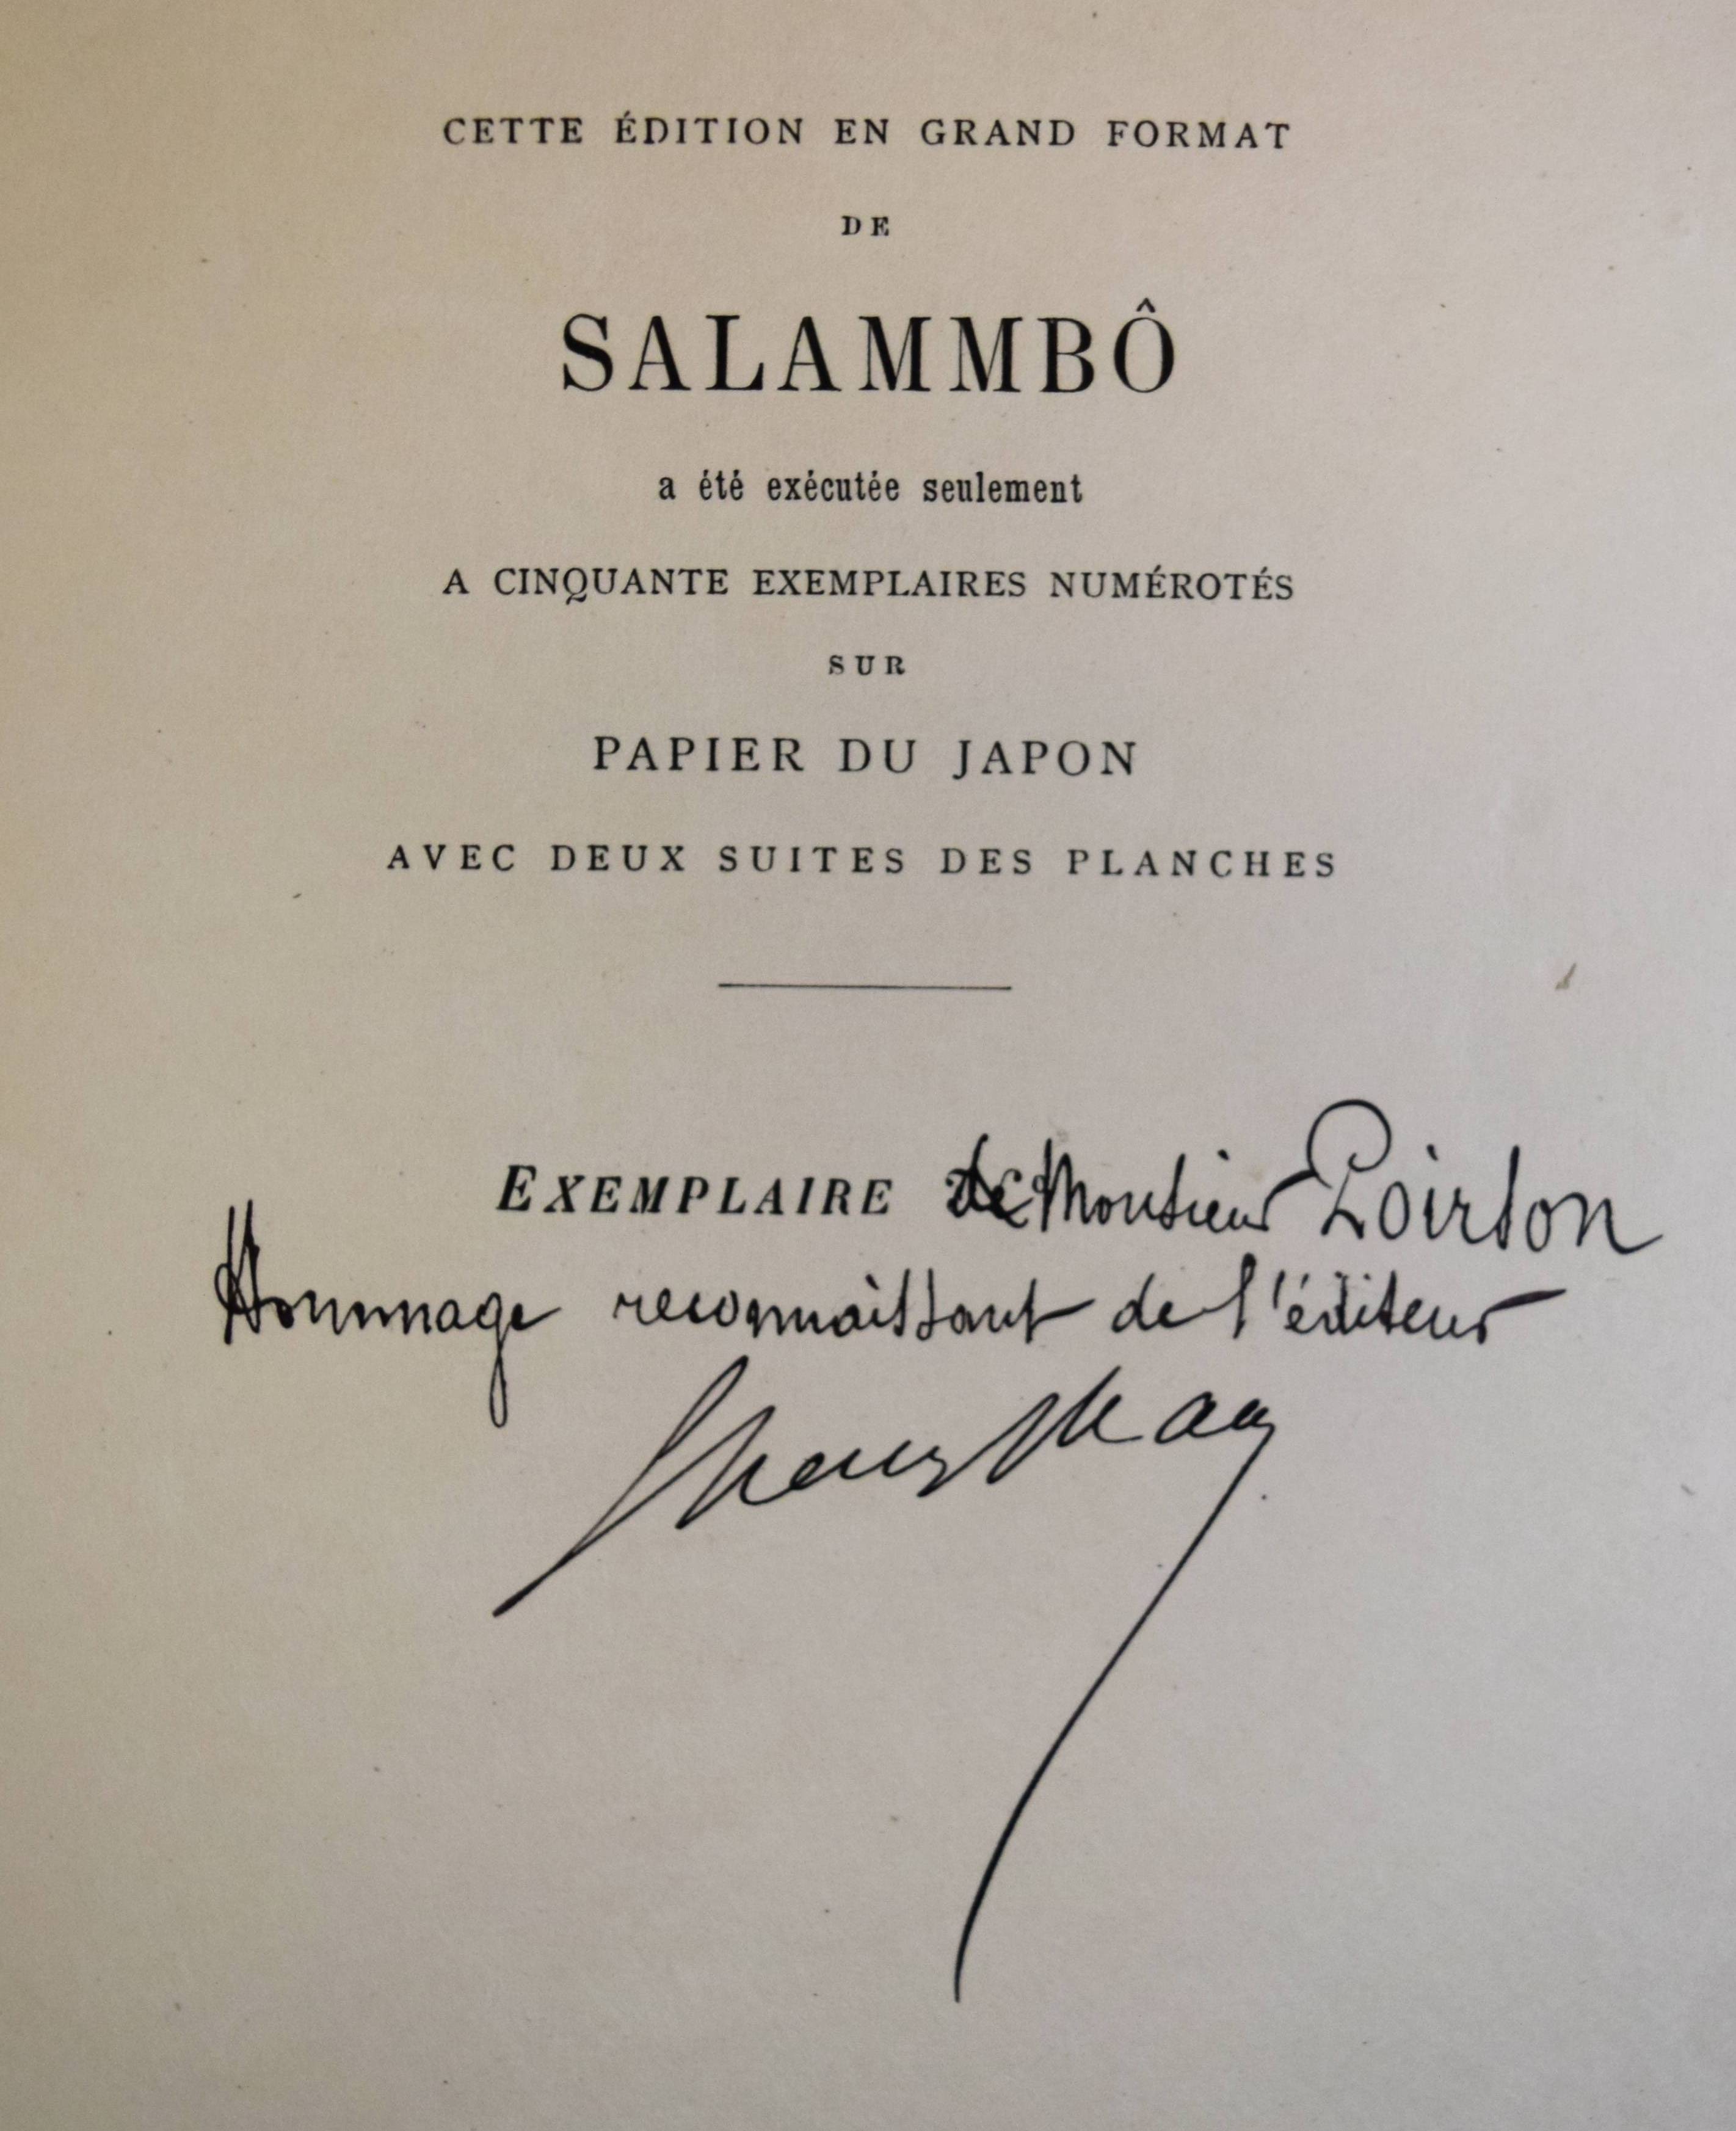 CETTE ÉDITION EN GRAND FORMAT
DE
SALAMMBÔ
a été exécutée seulement
A CINQUANTE EXEMPLAIRES NUMÉROTÉS
SUR
PAPIER DU JAPON
AVEC DEUX SUITES DES PLANCHES
EXEMPLAIRE de Monsieur Poirson
Hommage reconnaissant de l'éditeur